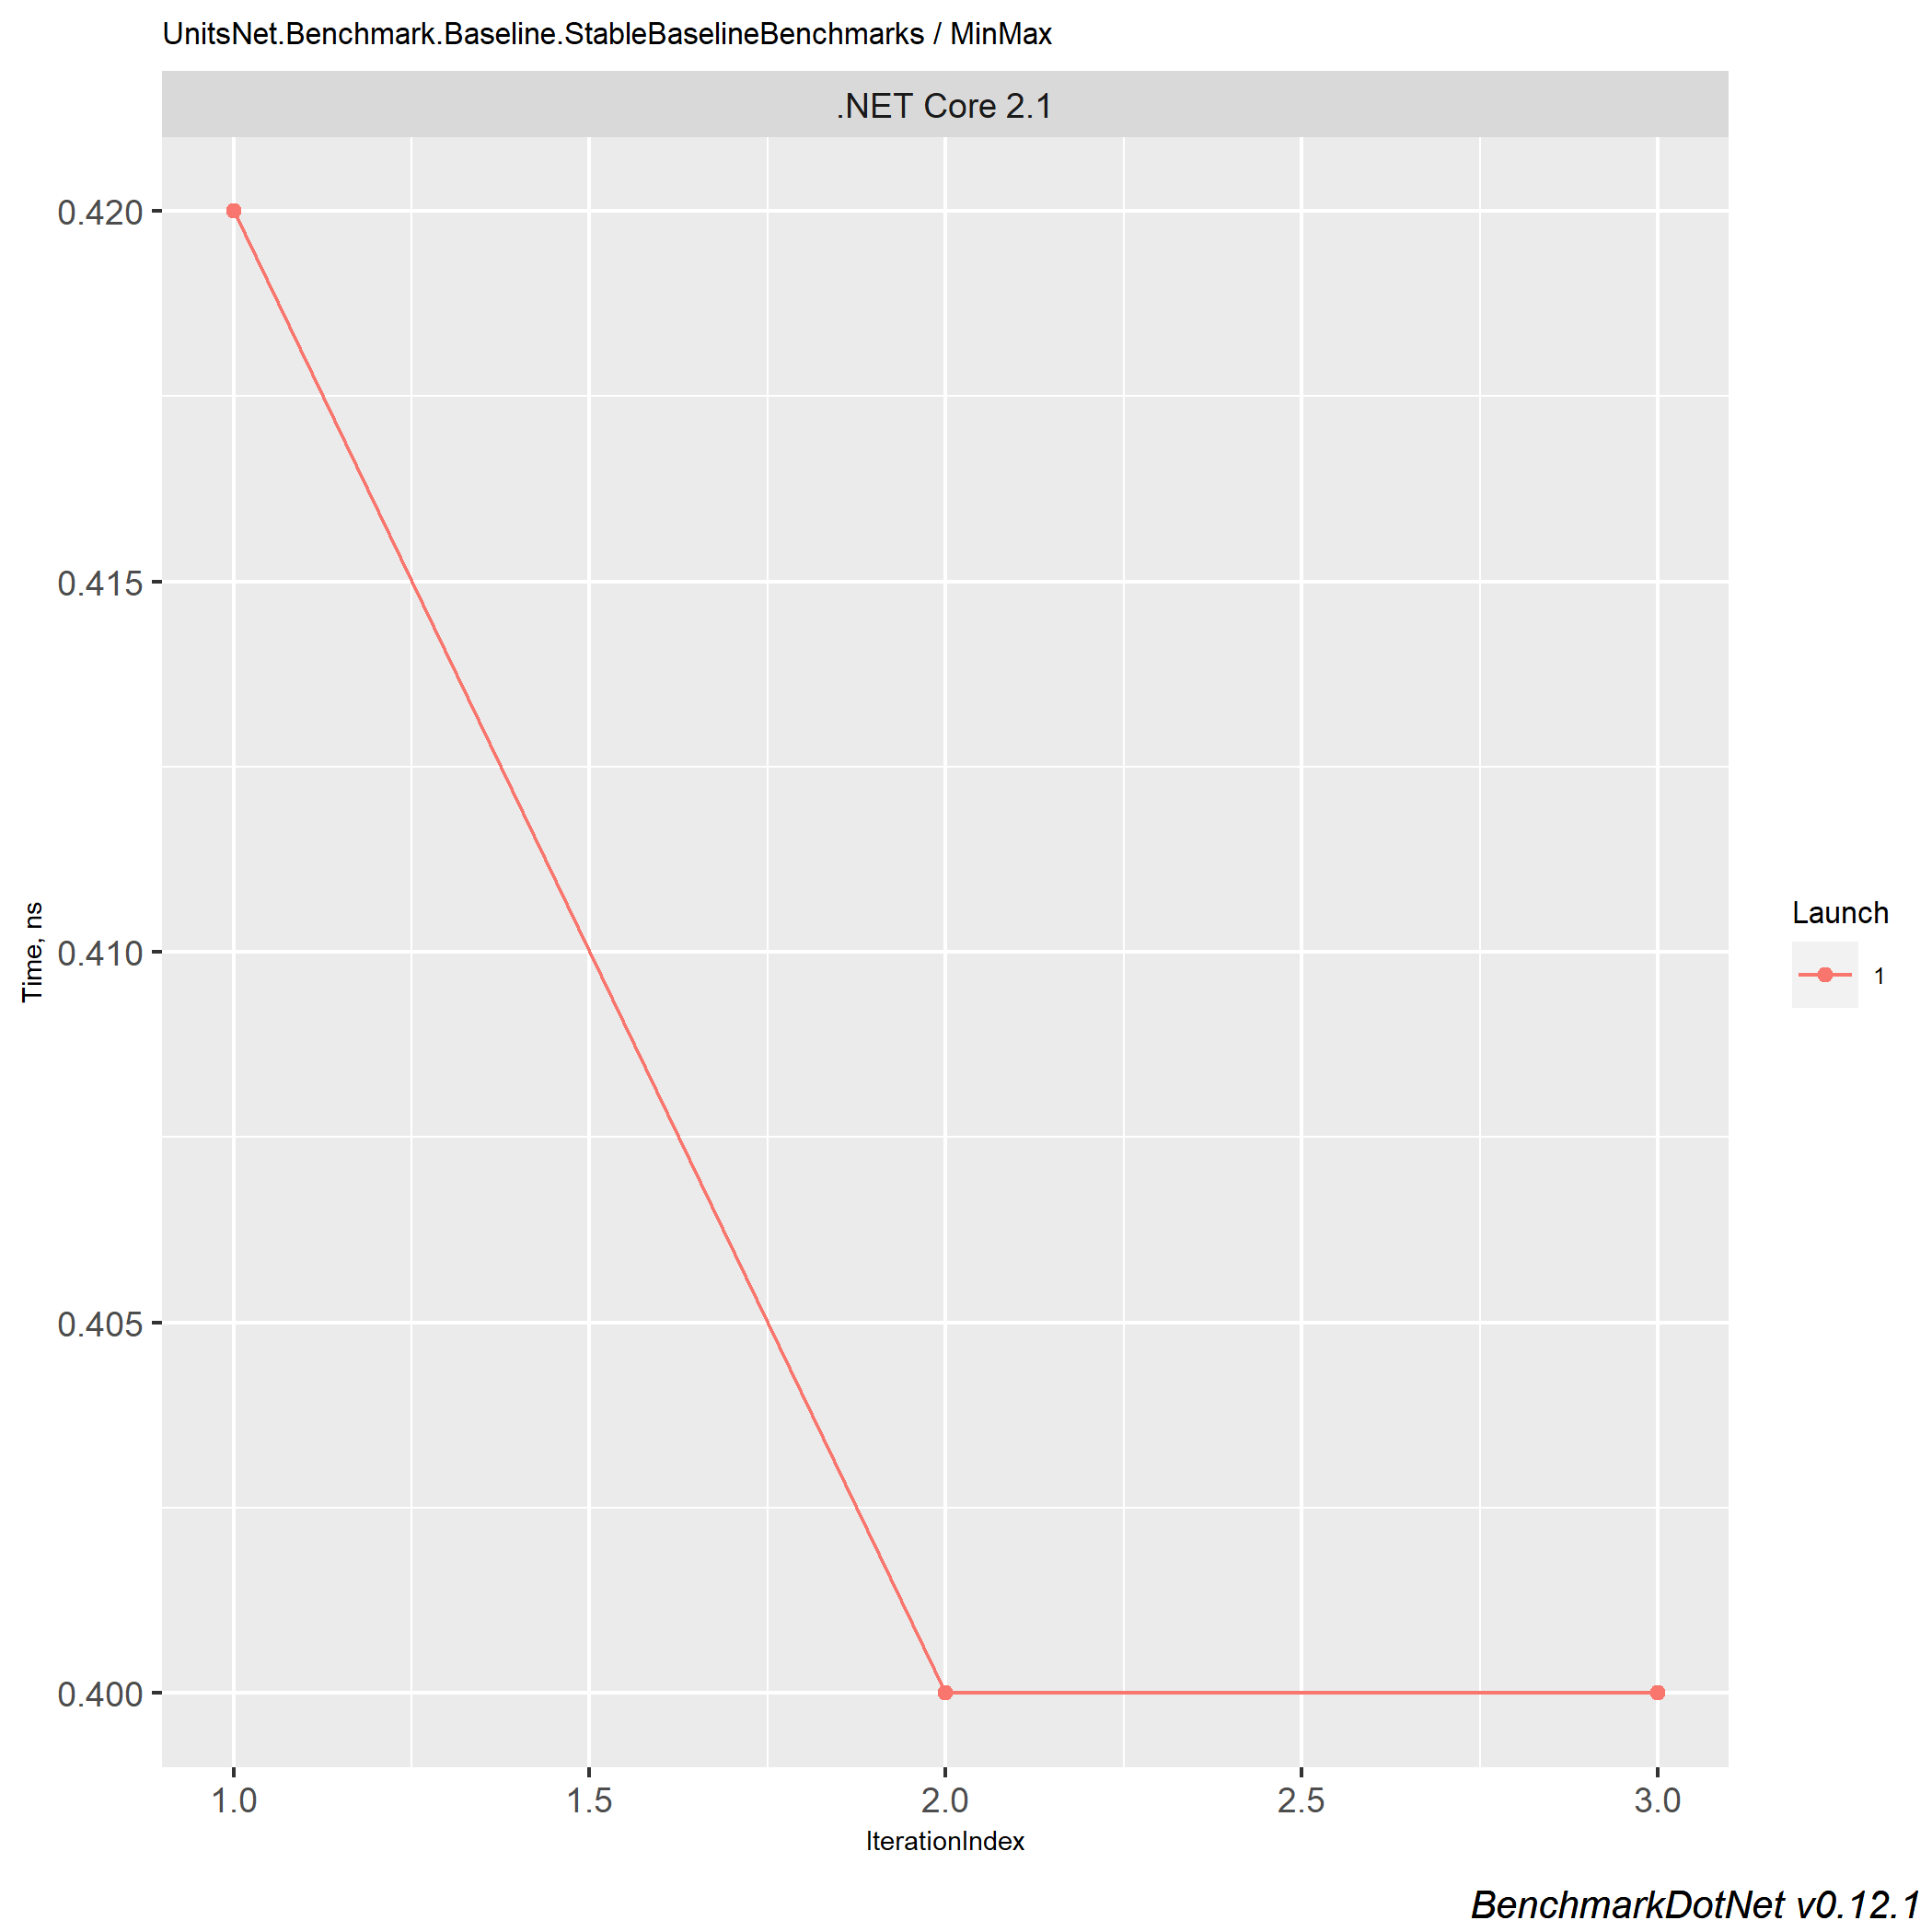 UnitsNet.Benchmark.Baseline.StableBaselineBenchmarks / MinMax
.NET Core 2.1
Time, ns
0.420
0.415
0.410
0.405
0.400
1.0 1.5 2.0 2.5 3.0
IterationIndex
Launch
1
BenchmarkDotNet v0.12.1